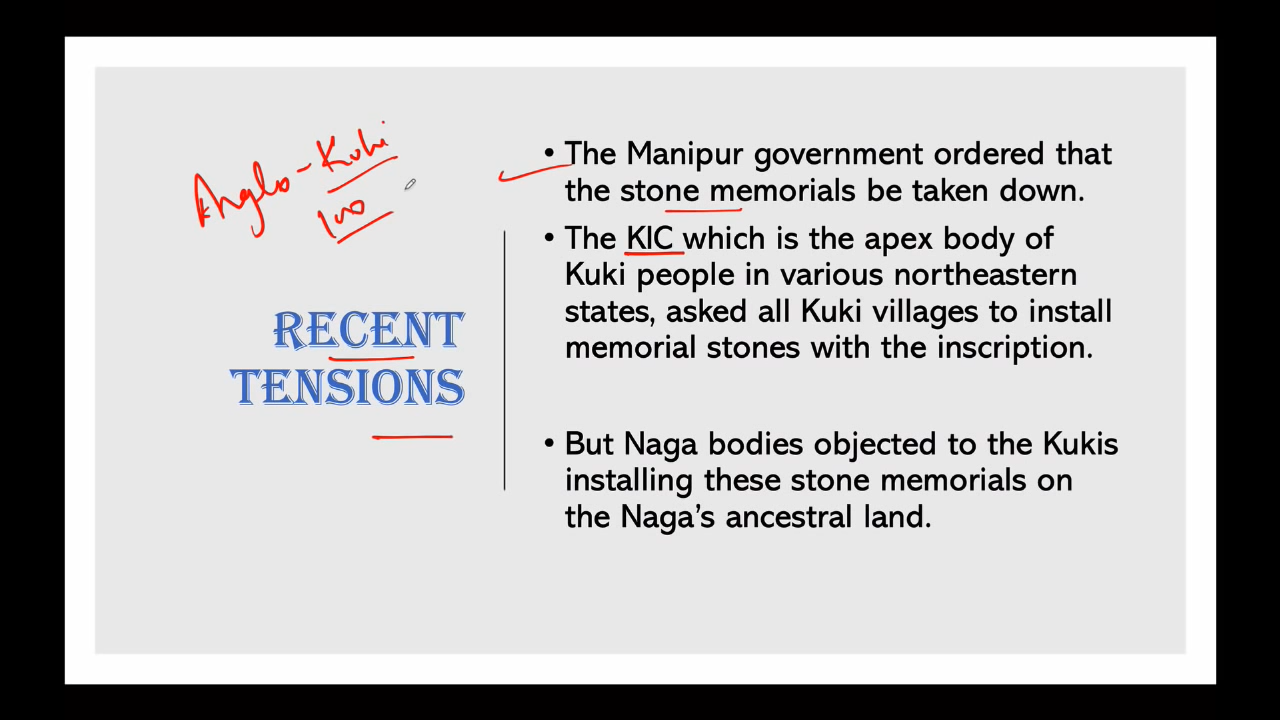 Anglo-Kuki
100
RECENT
TENSIONS
• The Manipur government ordered that
the stone memorials be taken down.
• The KIC which is the apex body of
Kuki people in various northeastern
states, asked all Kuki villages to install
memorial stones with the inscription.
• But Naga bodies objected to the Kukis
installing these stone memorials on
the Naga's ancestral land.